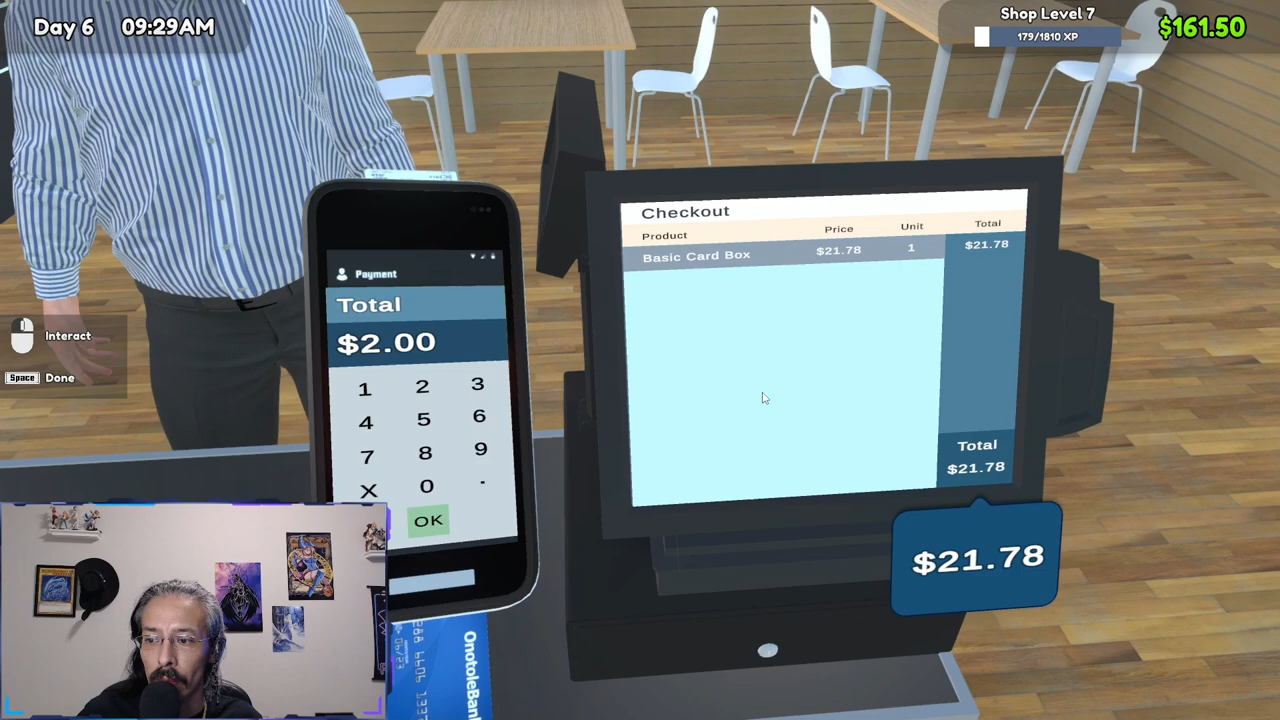 Day 6 09:29AM
Shop Level 7
179/1810 XP
$161.50
Interact
Space Done
Payment
Total
$2.00
1 2 3
4 5 6
7 8 9
X 0 .
OK
Checkout
Product Price Unit Total
Basic Card Box $21.78 1 $21.78
Total
$21.78
$21.78
OnotoleBank